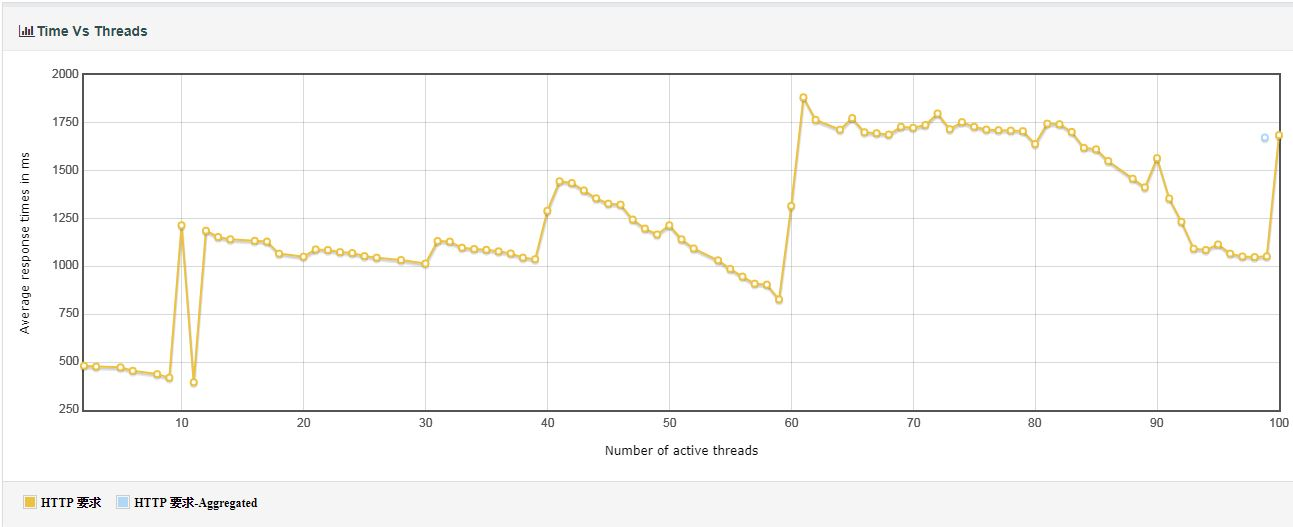 Time Vs Threads
2000
1750
1500
1250
1000
750
500
250
Average response times in ms
10 20 30 40 50 60 70 80 90 100
Number of active threads
HTTP 要求 HTTP 要求-Aggregated